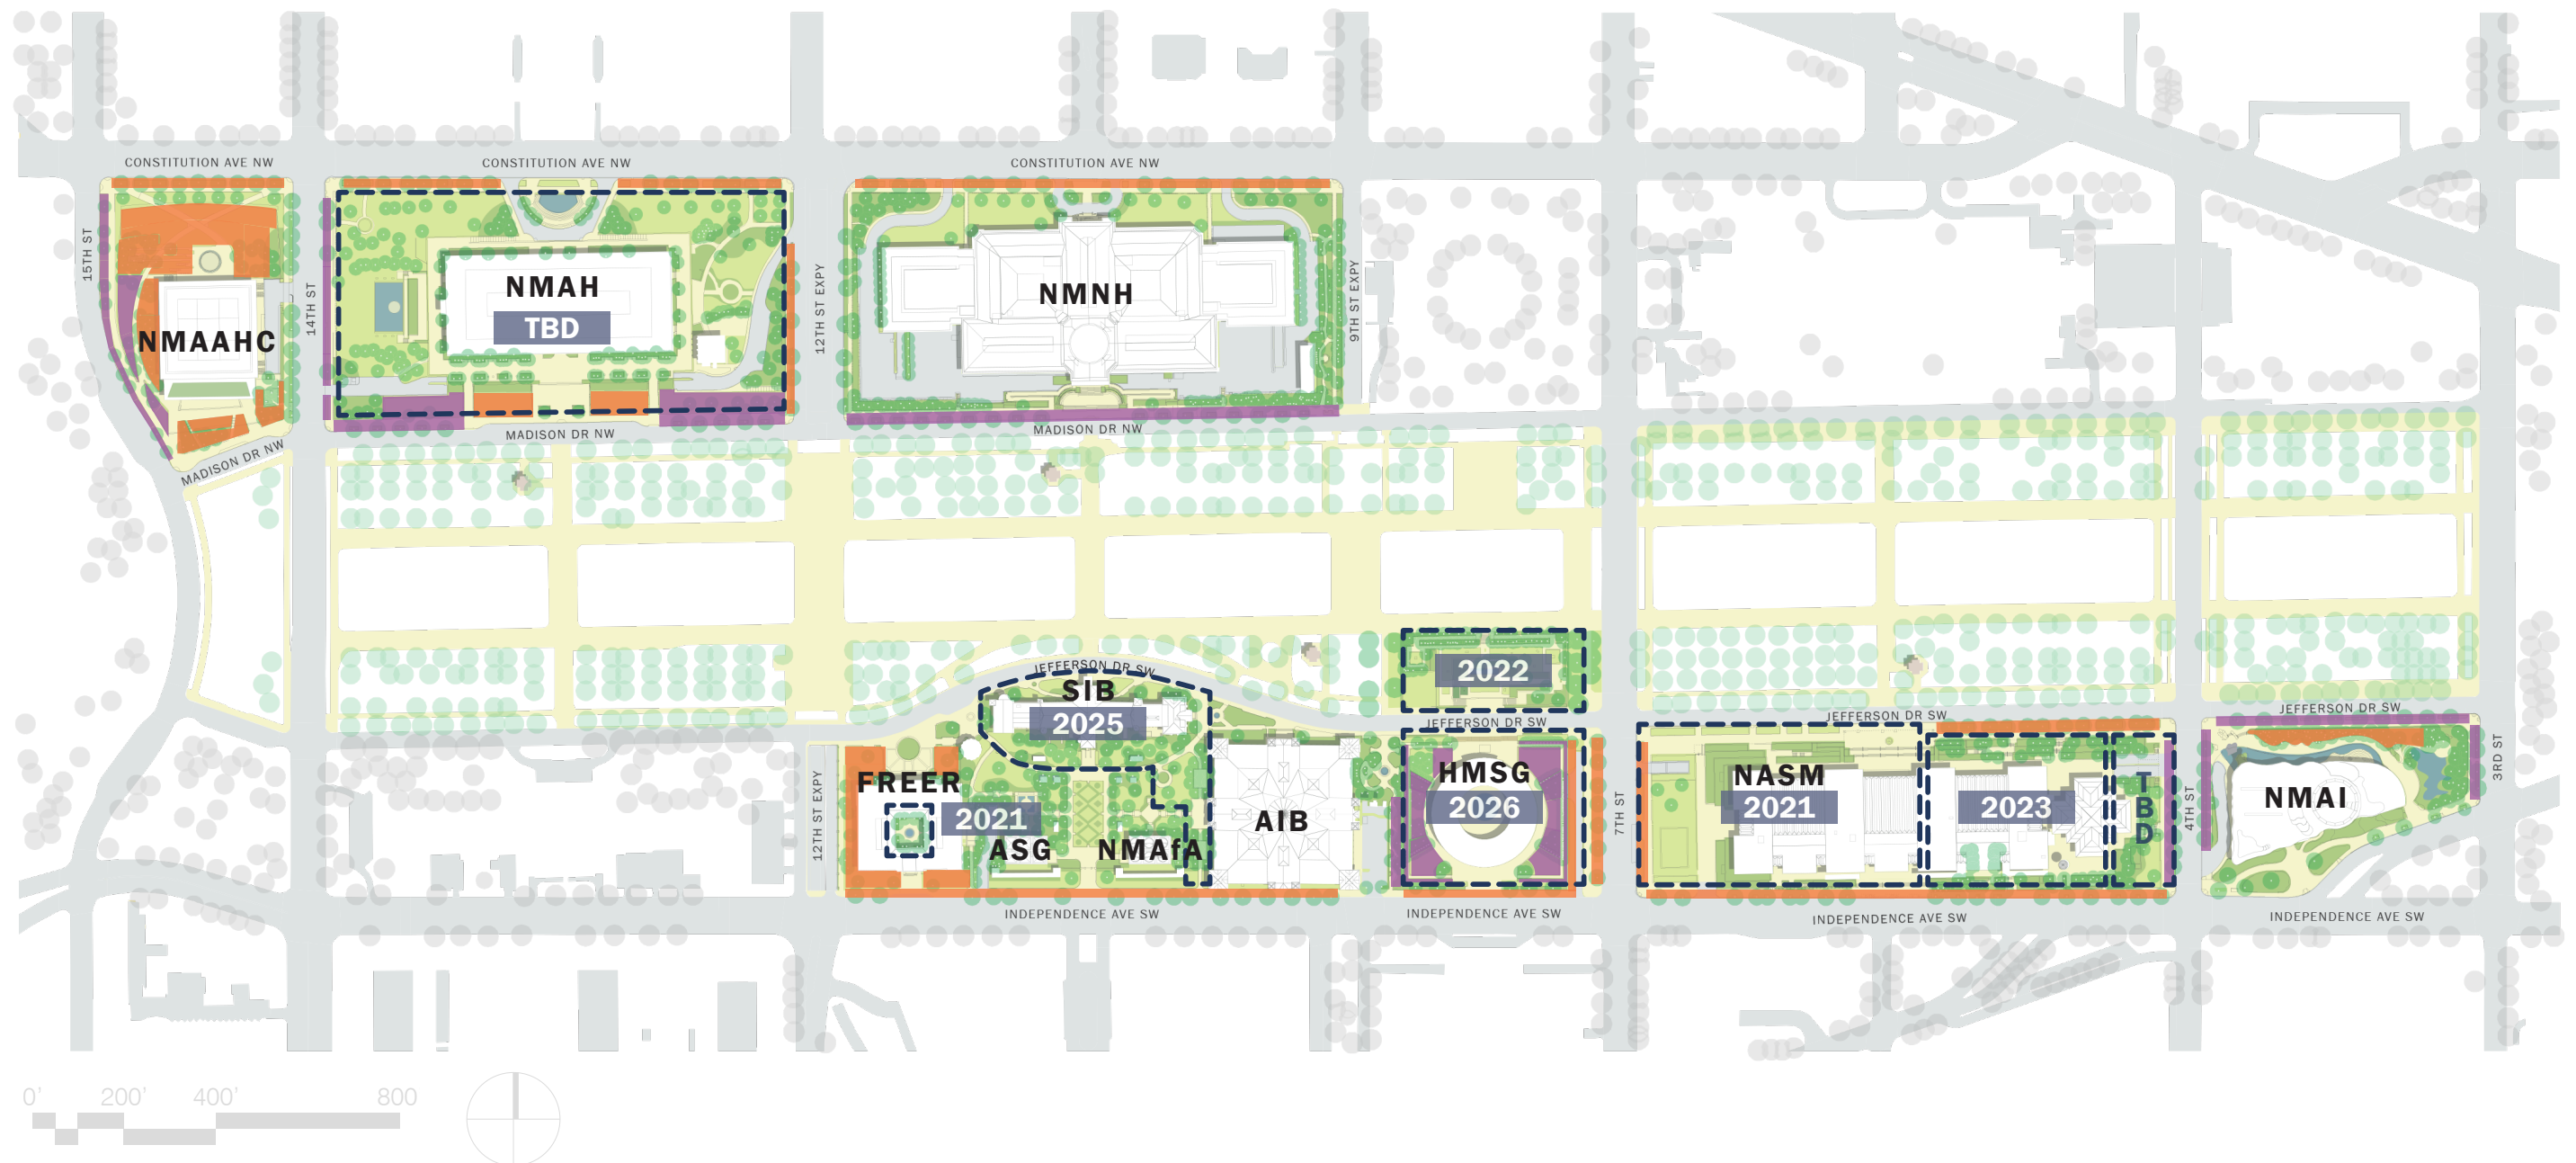 CONSTITUTION AVE NW
CONSTITUTION AVE NW
CONSTITUTION AVE NW
15TH ST
14TH ST
12TH ST EXPY
9TH ST EXPY
NMAAHC
NMAH
TBD
NMNH
MADISON DR NW
MADISON DR NW
MADISON DR NW
JEFFERSON DR SW
SIB
2025
2022
JEFFERSON DR SW
JEFFERSON DR SW
JEFFERSON DR SW
12TH ST EXPY
FREER
2021
ASG
NMAfA
AIB
HMSG
2026
7TH ST
NASM
2021
2023
TBD
4TH ST
NMAI
3RD ST
INDEPENDENCE AVE SW
INDEPENDENCE AVE SW
INDEPENDENCE AVE SW
INDEPENDENCE AVE SW
0' 200' 400' 800